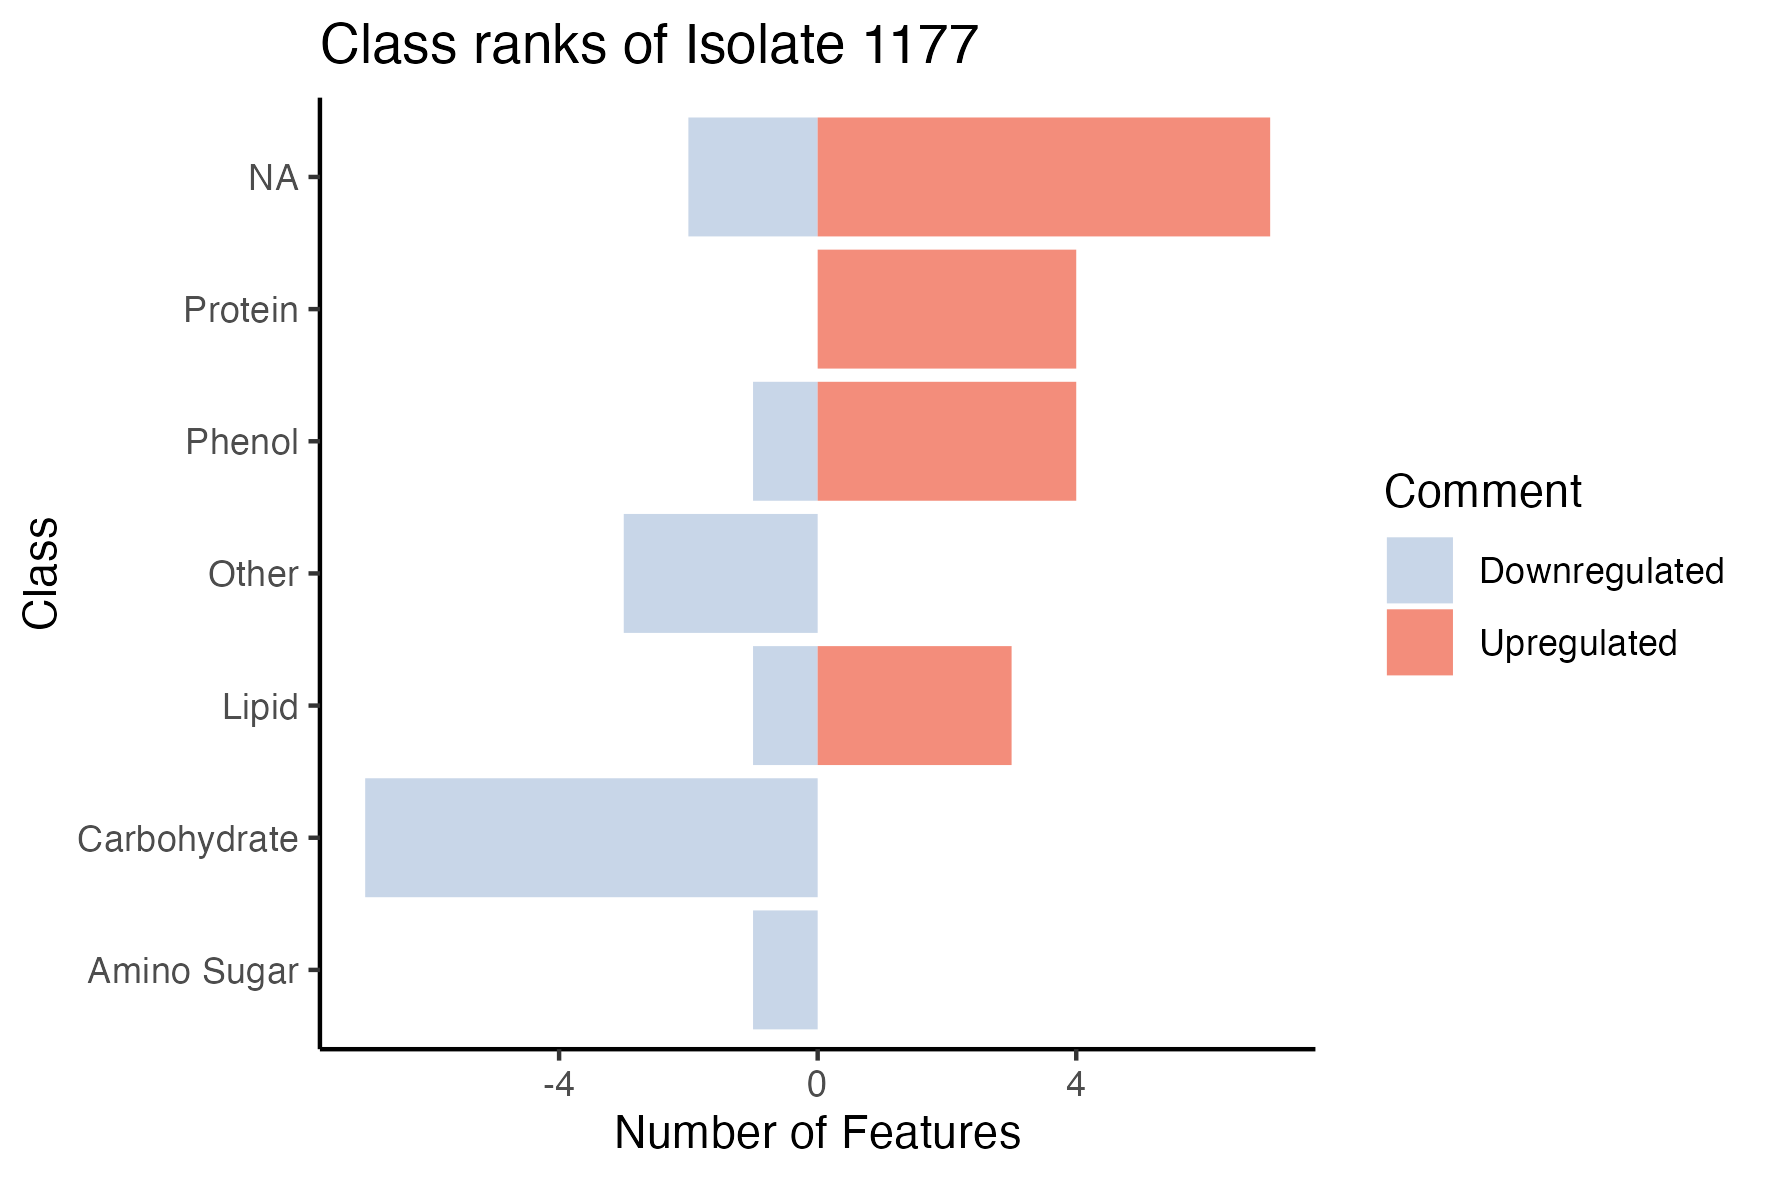 Class ranks of Isolate 1177
NA
Protein
Phenol
Other
Lipid
Carbohydrate
Amino Sugar
Class
-4 0 4
Number of Features
Comment
Downregulated
Upregulated